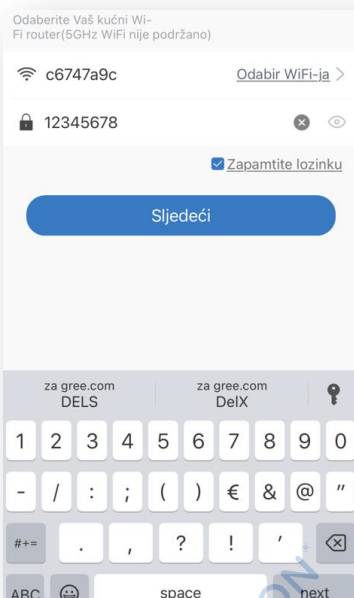 Odaberite Vaš kućni Wi-
Fi router(5GHz WiFi nije podržano)
c6747a9c Odabir WiFi-ja >
12345678
Zapamtite lozinku
Sljedeći
za gree.com za gree.com
DELS DelX
1 2 3 4 5 6 7 8 9 0
- / : ; ( ) € & @ "
#+= . , ? ! '
ABC space next